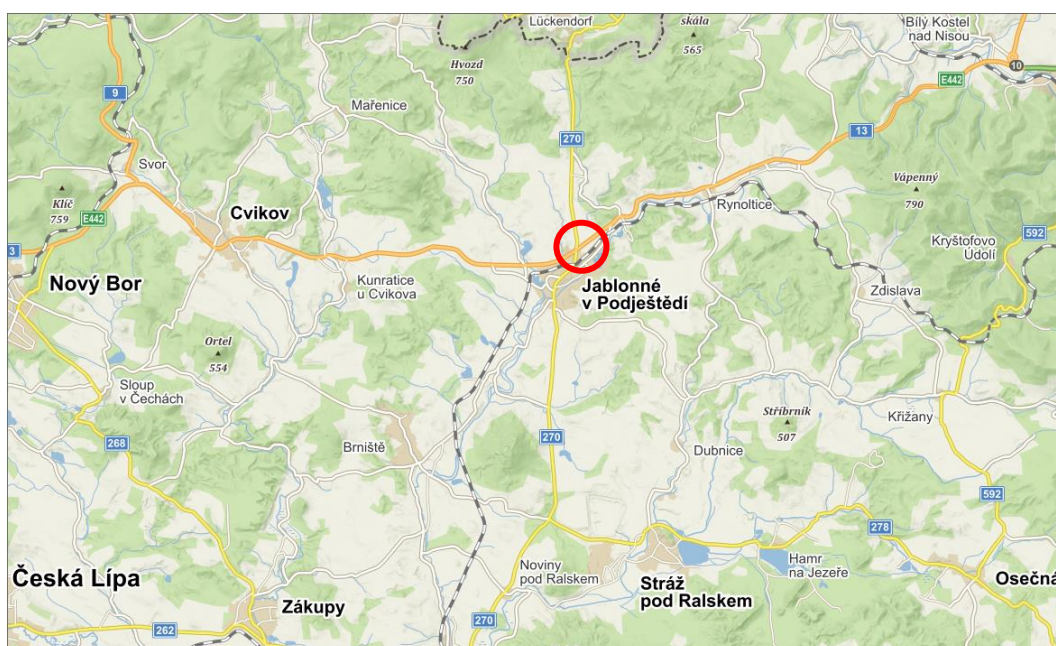 Lückendorf
skála
565
Bílý Kostel
nad Nisou
Hvozd
750
10
E442
9
Mařenice
270
13
Svor
Vápenný
790
Klíč
759
E442
Cvikov
Rynoltice
592
Kryštofovo
Údolí
3
Nový Bor
Kunratice
u Cvikova
Jablonné
v Podještědí
Zdislava
Ortel
554
Sloup
v Čechách
Stříbrník
507
Křižany
268
Brniště
270
Dubnice
592
278
Noviny
pod Ralskem
Hamr
na Jezeře
Česká Lípa
Stráž
pod Ralskem
Osečná
Zákupy
270
262